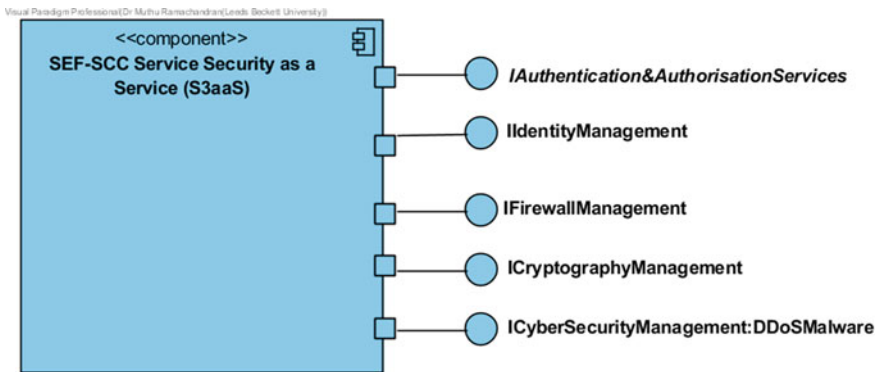 Visual Paradigm Professional(Dr Muthu Ramachandran(Leeds Beckett University))
<<component>>
SEF-SCC Service Security as a
Service (S3aaS)
IAuthentication&AuthorisationServices
IIdentityManagement
IFirewallManagement
ICryptographyManagement
ICyberSecurityManagement:DDoSMalware